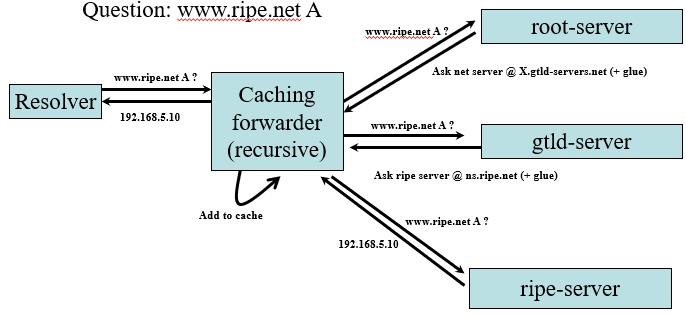 Question: www.ripe.net A
www.ripe.net A ?
root-server
Ask net server @ X.gtld-servers.net (+ glue)
www.ripe.net A ?
Resolver
192.168.5.10
Caching
forwarder
(recursive)
www.ripe.net A ?
gtld-server
Ask ripe server @ ns.ripe.net (+ glue)
Add to cache
www.ripe.net A ?
192.168.5.10
ripe-server